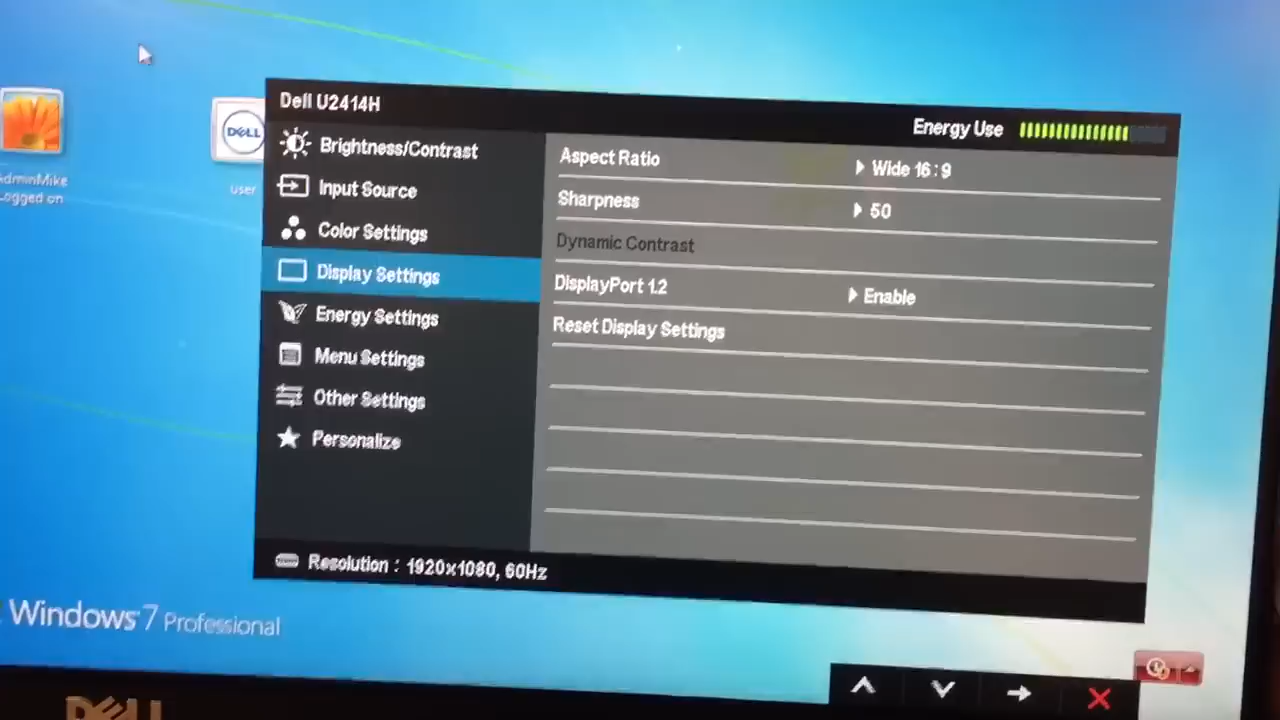 Dell U2414H
Energy Use
Brightness/Contrast
Input Source
Color Settings
Display Settings
Energy Settings
Menu Settings
Other Settings
Personalize
Aspect Ratio Wide 16:9
Sharpness 50
Dynamic Contrast
DisplayPort 1.2 Enable
Reset Display Settings
Resolution : 1920x1080, 60Hz
AdminMike
Logged on
DELL
user
Windows 7 Professional
DELL